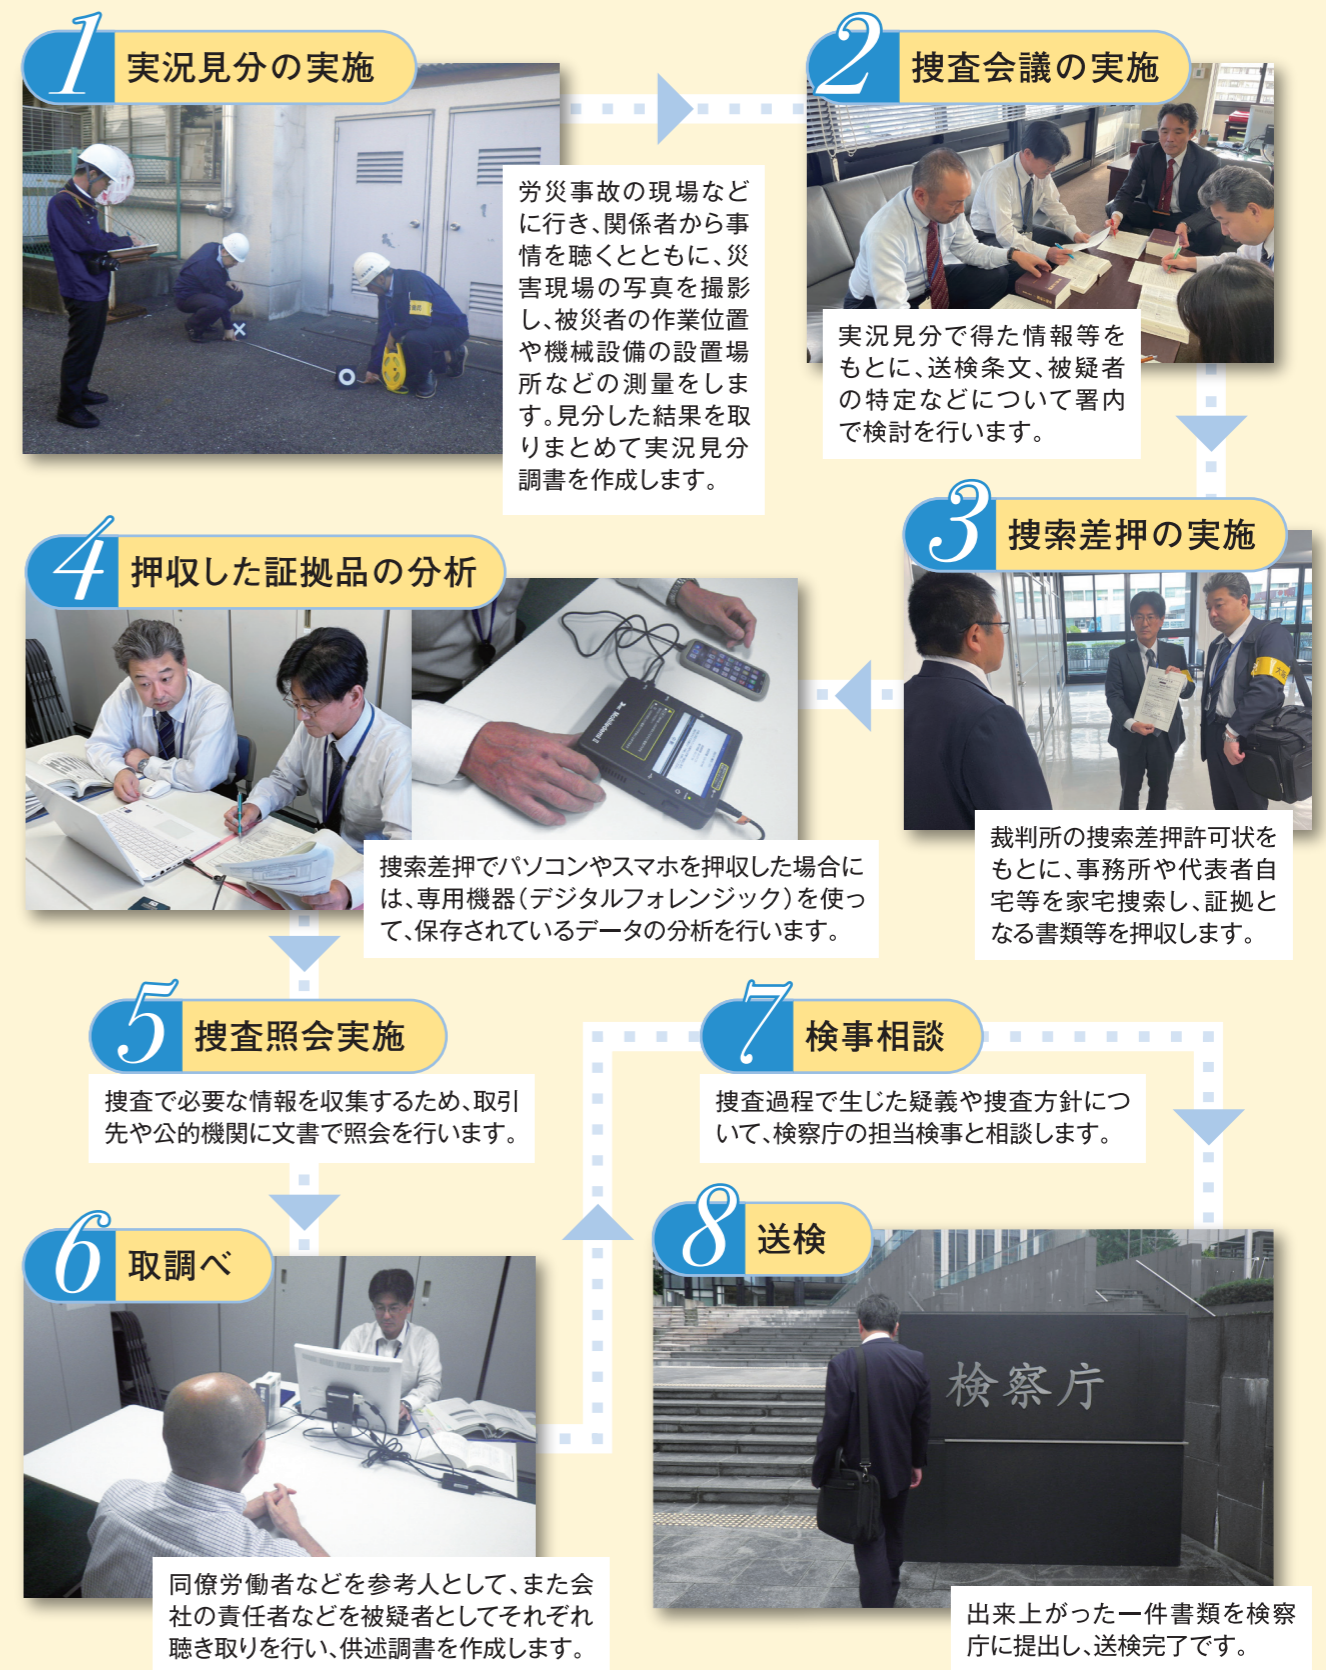 1 実況見分の実施
労災事故の現場など
に行き、関係者から事
情を聴くとともに、災
害現場の写真を撮影
し、被災者の作業位置
や機械設備の設置場
所などの測量をしま
す。見分した結果を取
りまとめて実況見分
調書を作成します。
2 捜査会議の実施
実況見分で得た情報等を
もとに、送検条文、被疑者
の特定などについて署内
で検討を行います。
3 捜索差押の実施
裁判所の捜索差押許可状を
もとに、事務所や代表者自
宅等を家宅捜索し、証拠と
なる書類等を押収します。
4 押収した証拠品の分析
捜索差押でパソコンやスマホを押収した場合に
は、専用機器(デジタルフォレンジック)を使っ
て、保存されているデータの分析を行います。
5 捜査照会実施
捜査で必要な情報を収集するため、取引
先や公的機関に文書で照会を行います。
6 取調べ
同僚労働者などを参考人として、また会
社の責任者などを被疑者としてそれぞれ
聴き取りを行い、供述調書を作成します。
7 検事相談
捜査過程で生じた疑義や捜査方針につ
いて、検察庁の担当検事と相談します。
8 送検
検察庁
出来上がった一件書類を検察
庁に提出し、送検完了です。